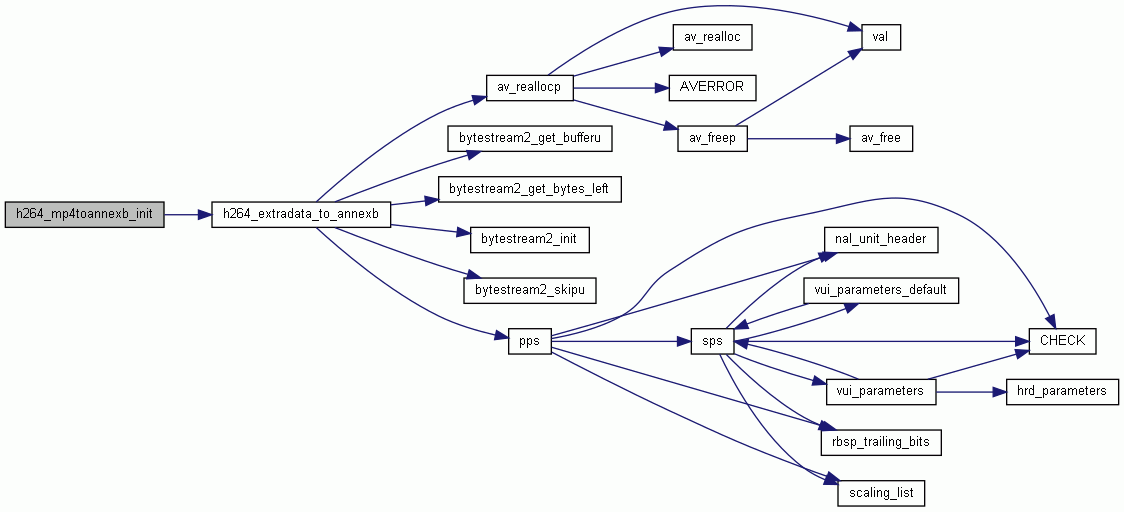 h264_mp4toannexb_init
h264_extradata_to_annexb
av_reallocp
bytestream2_get_bufferu
bytestream2_get_bytes_left
bytestream2_init
bytestream2_skipu
pps
av_realloc
AVERROR
av_freep
val
av_free
sps
nal_unit_header
vui_parameters_default
vui_parameters
rbsp_trailing_bits
scaling_list
CHECK
hrd_parameters